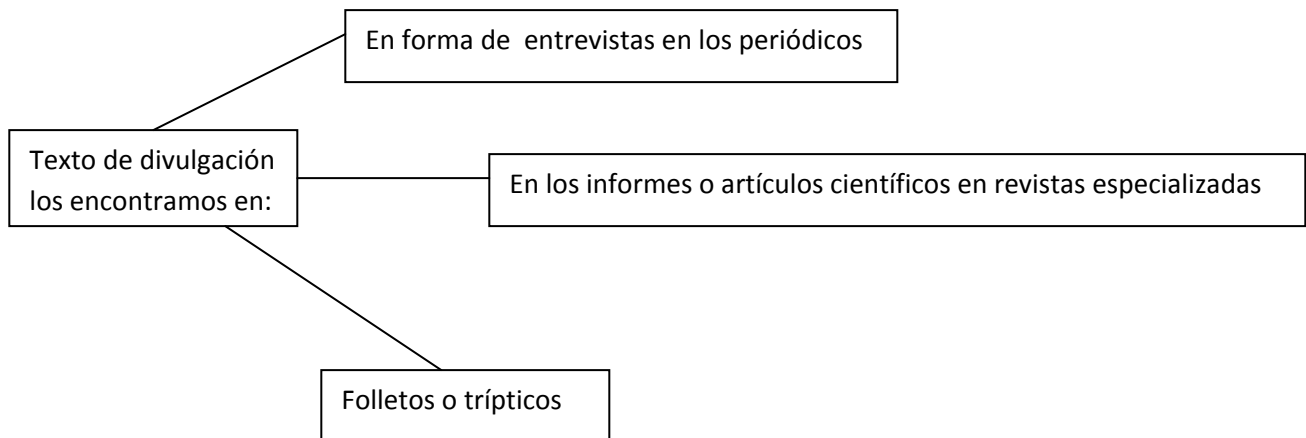 En forma de  entrevistas en los periódicos
Texto de divulgación
los encontramos en:
En los informes o artículos científicos en revistas especializadas
Folletos o trípticos